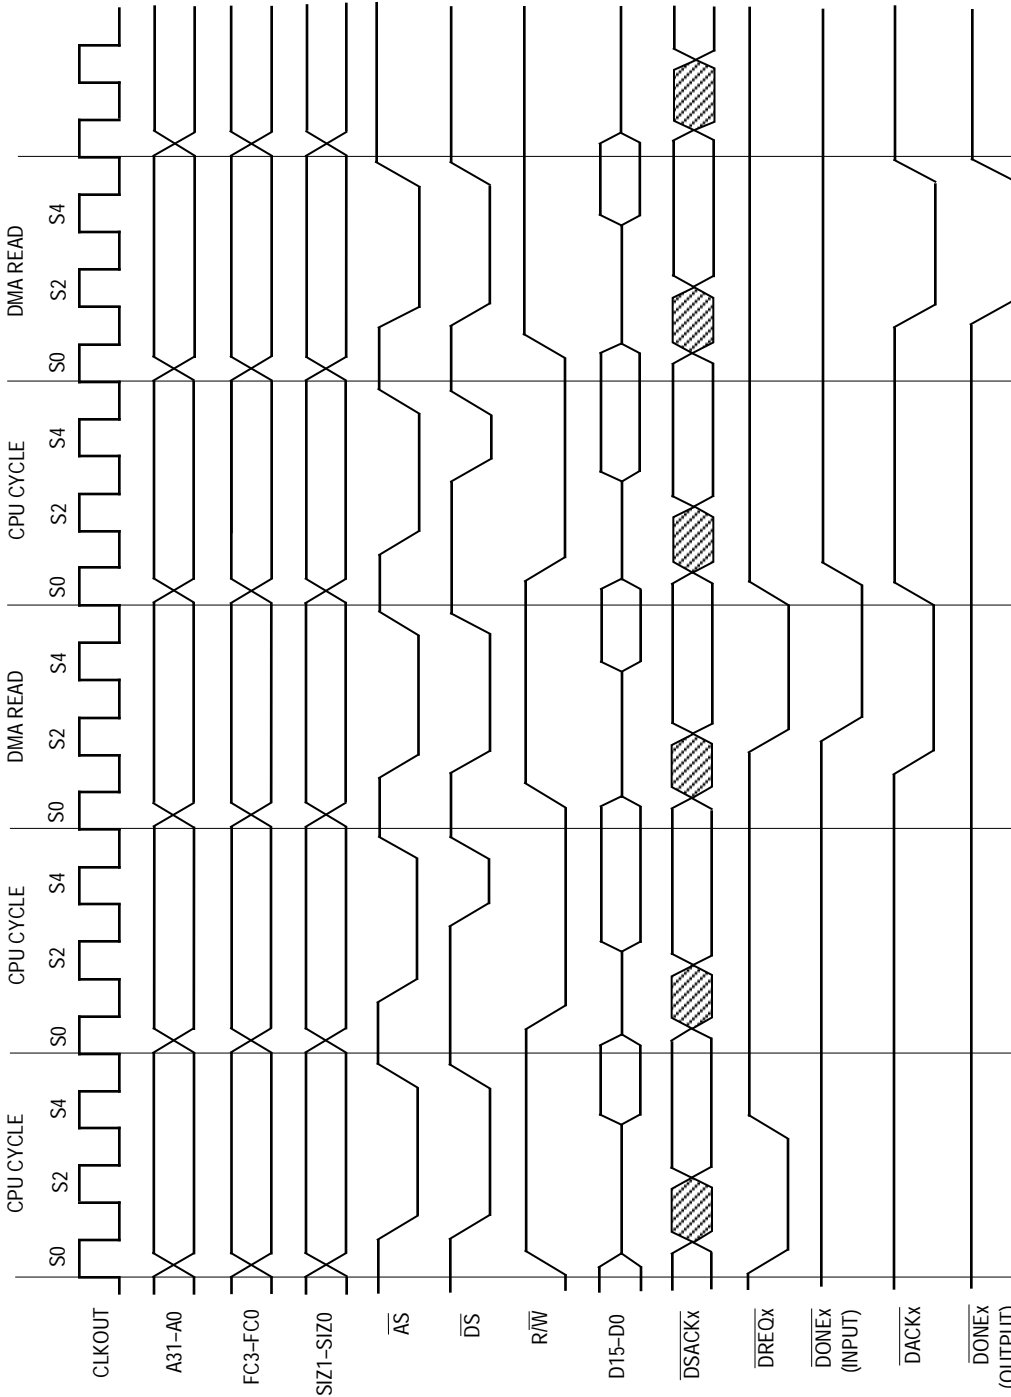 CPU CYCLE CPU CYCLE DMA READ CPU CYCLE DMA READ
S0 S2 S4 S0 S2 S4 S0 S2 S4 S0 S2 S4 S0 S2 S4
CLKOUT
A31–A0
FC3–FC0
SIZ1–SIZ0
AS
DS
R/W
D15–D0
DSACKx
DREQx
DONEx
(INPUT)
DACKx
DONEx
(OUTPUT)